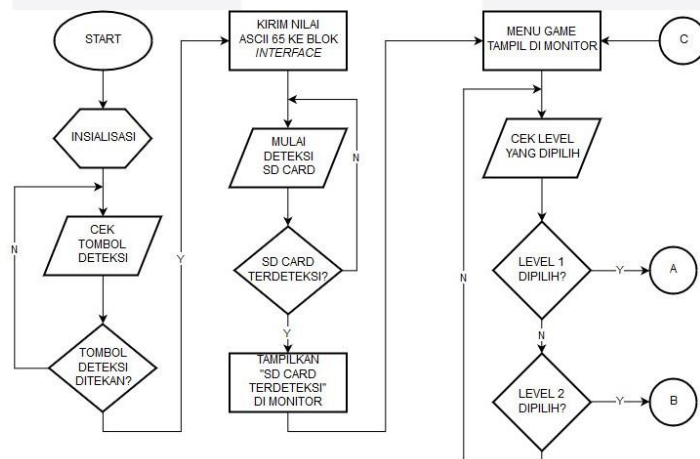 START
INSIALISASI
CEK
TOMBOL
DETEKSI
N
TOMBOL
DETEKSI
DITEKAN?
Y
KIRIM NILAI
ASCII 65 KE BLOK
INTERFACE
MULAI
DETEKSI
SD CARD
N
SD CARD
TERDETEKSI?
Y
TAMPILKAN
"SD CARD
TERDETEKSI"
DI MONITOR
MENU GAME
TAMPIL DI MONITOR
C
CEK LEVEL
YANG DIPILIH
LEVEL 1
DIPILIH?
Y
A
N
N
LEVEL 2
DIPILIH?
Y
B